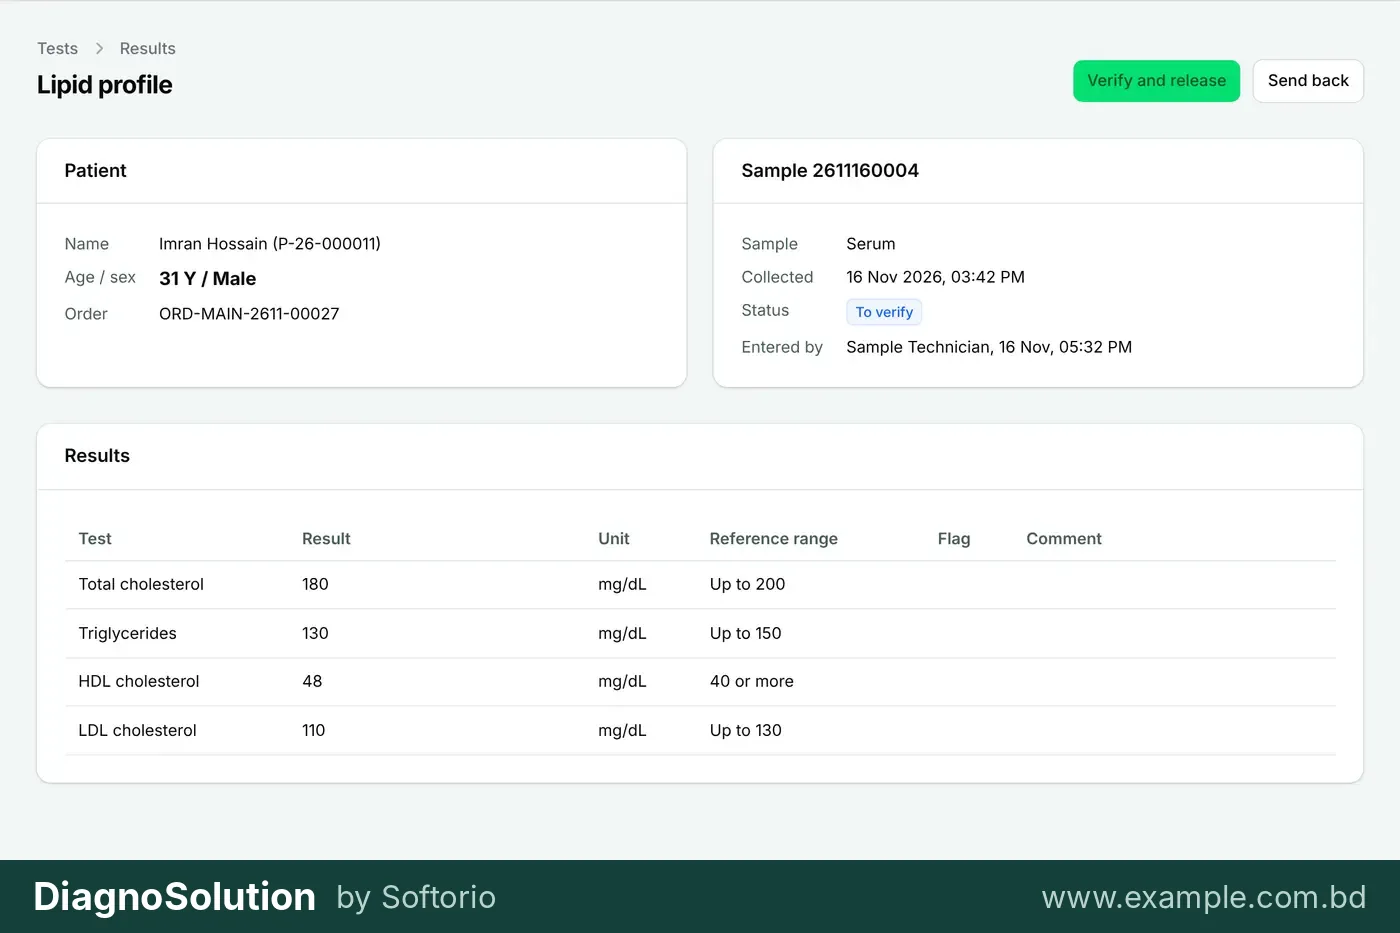 Tests > Results
Lipid profile
Verify and release
Send back
Patient
Name Imran Hossain (P-26-000011)
Age / sex 31 Y / Male
Order ORD-MAIN-2611-00027
Sample 2611160004
Sample Serum
Collected 16 Nov 2026, 03:42 PM
Status To verify
Entered by Sample Technician, 16 Nov, 05:32 PM
Results
Test Result Unit Reference range Flag Comment
Total cholesterol 180 mg/dL Up to 200
Triglycerides 130 mg/dL Up to 150
HDL cholesterol 48 mg/dL 40 or more
LDL cholesterol 110 mg/dL Up to 130
DiagnoSolution by Softorio
www.example.com.bd